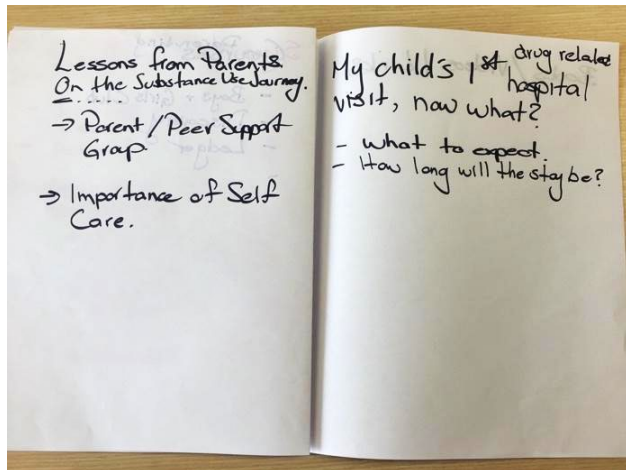 Lessons from Parents
On the Substance Use Journey.
→ Parent / Peer Support
Group
→ Importance of Self
Care.
My child's 1st drug related
hospital
visit, now what?
- what to expect.
- How long will the stay be?